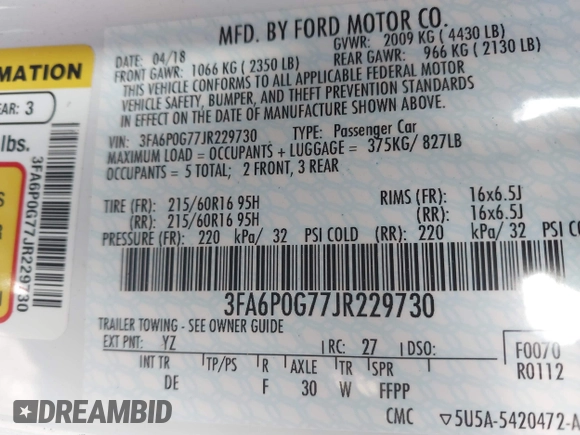 MFD. BY FORD MOTOR CO.
DATE: 04/18
GVWR: 2009 KG ( 4430 LB)
FRONT GAWR: 1066 KG ( 2350 LB)
REAR GAWR: 966 KG ( 2130 LB)
THIS VEHICLE CONFORMS TO ALL APPLICABLE FEDERAL MOTOR
VEHICLE SAFETY, BUMPER, AND THEFT PREVENTION STANDARDS
IN EFFECT ON THE DATE OF MANUFACTURE SHOWN ABOVE.
VIN: 3FA6P0G77JR229730
TYPE: Passenger Car
MAXIMUM LOAD = OCCUPANTS + LUGGAGE = 375KG/ 827LB
OCCUPANTS = 5 TOTAL; 2 FRONT, 3 REAR
TIRE (FR): 215/60R16 95H
RIMS (FR): 16x6.5J
(RR): 215/60R16 95H
(RR): 16x6.5J
PRESSURE (FR): 220 kPa/ 32 PSI COLD (RR): 220 kPa/ 32 PSI CO
3FA6P0G77JR229730
TRAILER TOWING - SEE OWNER GUIDE
EXT PNT: YZ RC: 27 DSO:
F0070
R0112
INT TR TP/PS R AXLE TR SPR
DE F 30 W FFPP
CMC ▽5U5A-5420472-A
RMATION
EAR: 3
lbs.
3FA6P0G77JR229730
DREAMBID